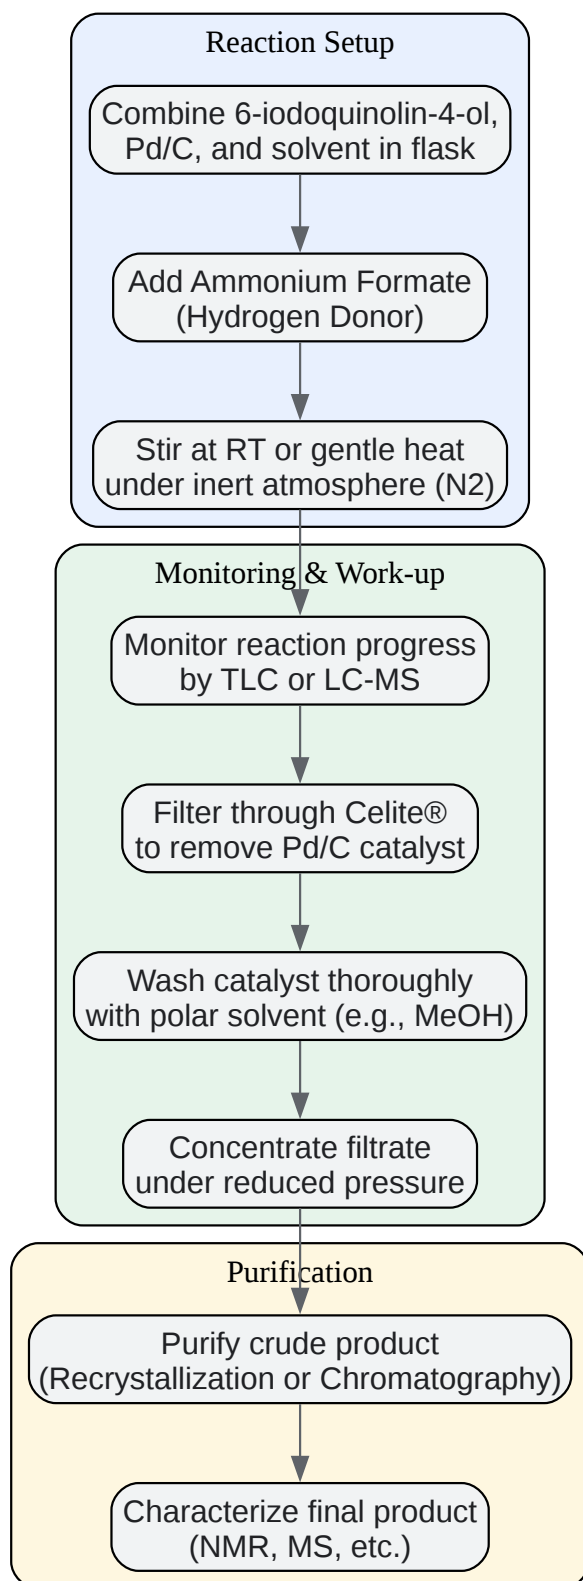 Reaction Setup
Combine 6-iodoquinolin-4-ol,
Pd/C, and solvent in flask
Add Ammonium Formate
(Hydrogen Donor)
Stir at RT or gentle heat
under inert atmosphere (N2)
Monitoring & Work-up
Monitor reaction progress
by TLC or LC-MS
Filter through Celite®
to remove Pd/C catalyst
Wash catalyst thoroughly
with polar solvent (e.g., MeOH)
Concentrate filtrate
under reduced pressure
Purification
Purify crude product
(Recrystallization or Chromatography)
Characterize final product
(NMR, MS, etc.)